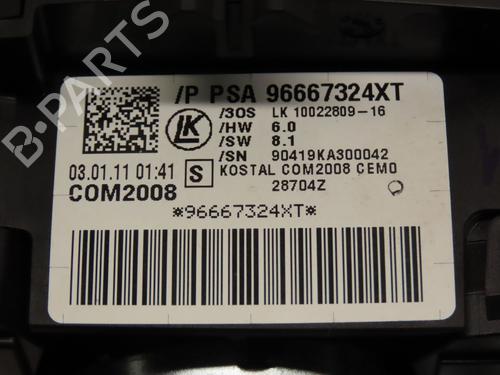 /P PSA 96667324XT
/3OS LK 10022809-16
LK
/HW 6.0
/SW 8.1
/SN 90419KA300042
03.01.11 01:41
S
KOSTAL COM2008 CEM0
COM2008
28704Z
*96667324XT*
B-PARTS